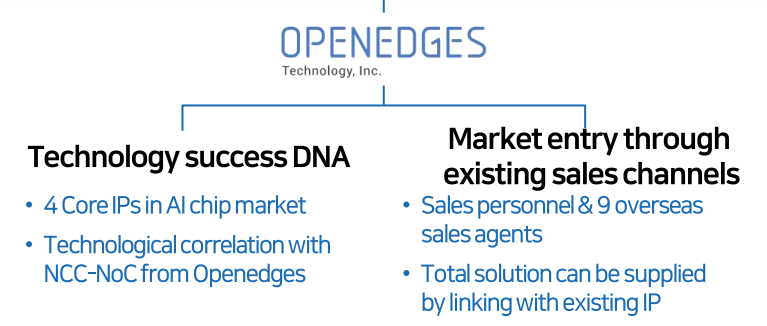 OPENEDGES
Technology, Inc.
Technology success DNA
• 4 Core IPs in AI chip market
• Technological correlation with
NCC-NoC from Openedges
Market entry through
existing sales channels
• Sales personnel & 9 overseas
sales agents
• Total solution can be supplied
by linking with existing IP